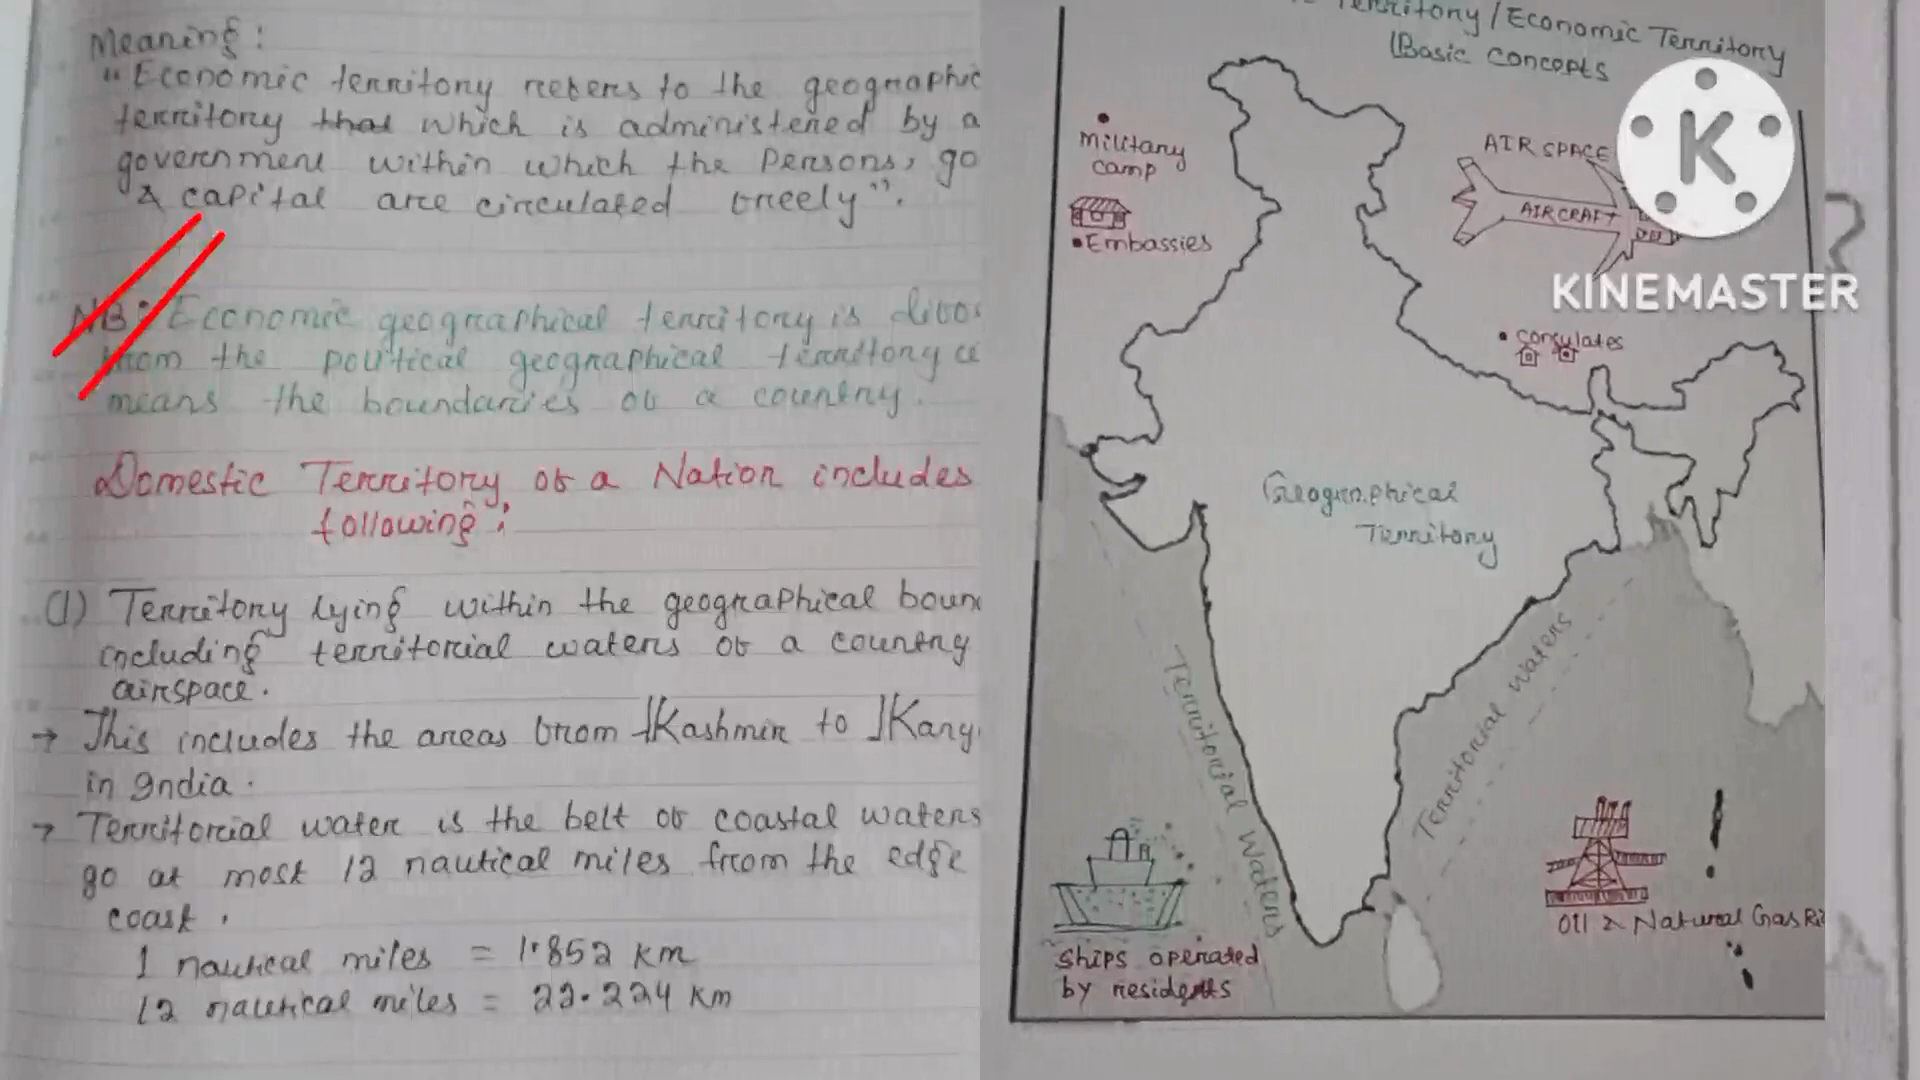 Meaning:
"Economic territory refers to the geographic
territory that which is administered by a
government within which the Persons, go
& capital are circulated freely".
NB: Economic geographical territory is
from the political geographical territory
means the boundaries of a country.
Domestic Territory of a Nation includes
following:
(1) Territory lying within the geographical boun
including territorial waters of a country
airspace.
→ This includes the areas from Kashmir to Kany
in India.
→ Territorial water is the belt of coastal waters
go at most 12 nautical miles from the edge
coast.
1 nautical miles = 1.852 KM
12 nautical miles = 22.224 KM
Territory/Economic Territory
(Basic Concepts
Military
camp
Embassies
AIR SPACE
AIRCRAFT
K
KINEMASTER
consulates
Geographical
Territory
Territorial Waters
Territorial Waters
Ships operated
by residents
Oil & Natural Gas Ri